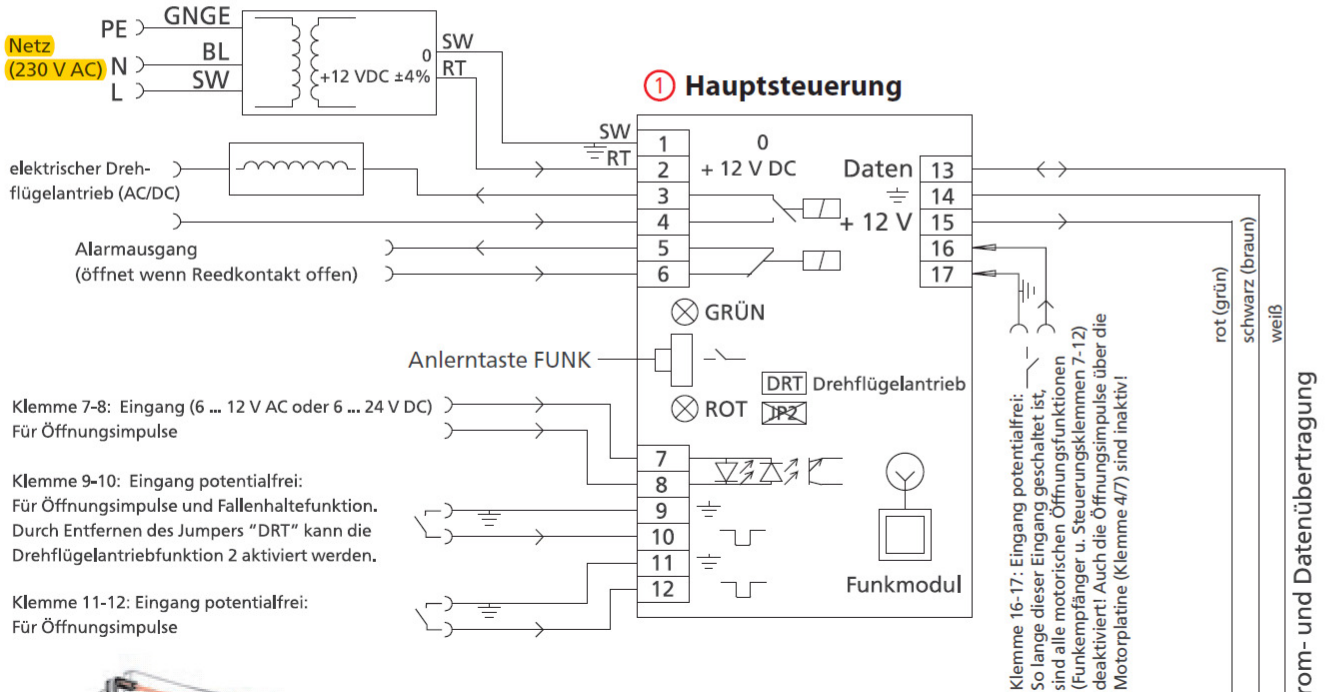 PE
GNGE
Netz
(230 V AC)
N
BL
L
SW
0
+12 VDC ±4%
SW
RT
1 Hauptsteuerung
SW
RT
1
2
3
4
5
6
0
+ 12 V DC
Daten
+ 12 V
13
14
15
16
17
elektrischer Dreh-
flügelantrieb (AC/DC)
Alarmausgang
(öffnet wenn Reedkontakt offen)
GRÜN
Anlerntaste FUNK
DRT Drehflügelantrieb
ROT JP2
Klemme 7-8: Eingang (6 ... 12 V AC oder 6 ... 24 V DC)
Für Öffnungsimpulse
Klemme 9-10: Eingang potentialfrei:
Für Öffnungsimpulse und Fallenhaltefunktion.
Durch Entfernen des Jumpers "DRT" kann die
Drehflügelantriebfunktion 2 aktiviert werden.
Klemme 11-12: Eingang potentialfrei:
Für Öffnungsimpulse
7
8
9
10
11
12
Funkmodul
Klemme 16-17: Eingang potentialfrei:
So lange dieser Eingang geschaltet ist,
sind alle motorischen Öffnungsfunktionen
(Funkempfänger u. Steuerungsklemmen 7-12)
deaktiviert! Auch die Öffnungsimpulse über die
Motorplatine (Klemme 4/7) sind inaktiv!
rot (grün)
schwarz (braun)
weiß
rom- und Datenübertragung